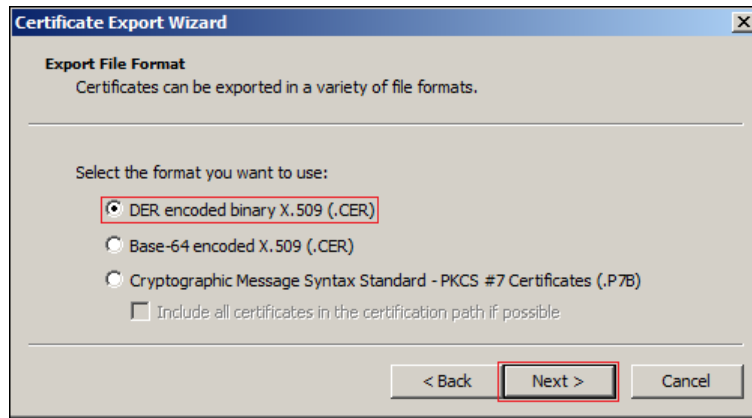 Certificate Export Wizard
Export File Format
Certificates can be exported in a variety of file formats.
Select the format you want to use:
DER encoded binary X.509 (.CER)
Base-64 encoded X.509 (.CER)
Cryptographic Message Syntax Standard - PKCS #7 Certificates (.P7B)
Include all certificates in the certification path if possible
< Back Next > Cancel